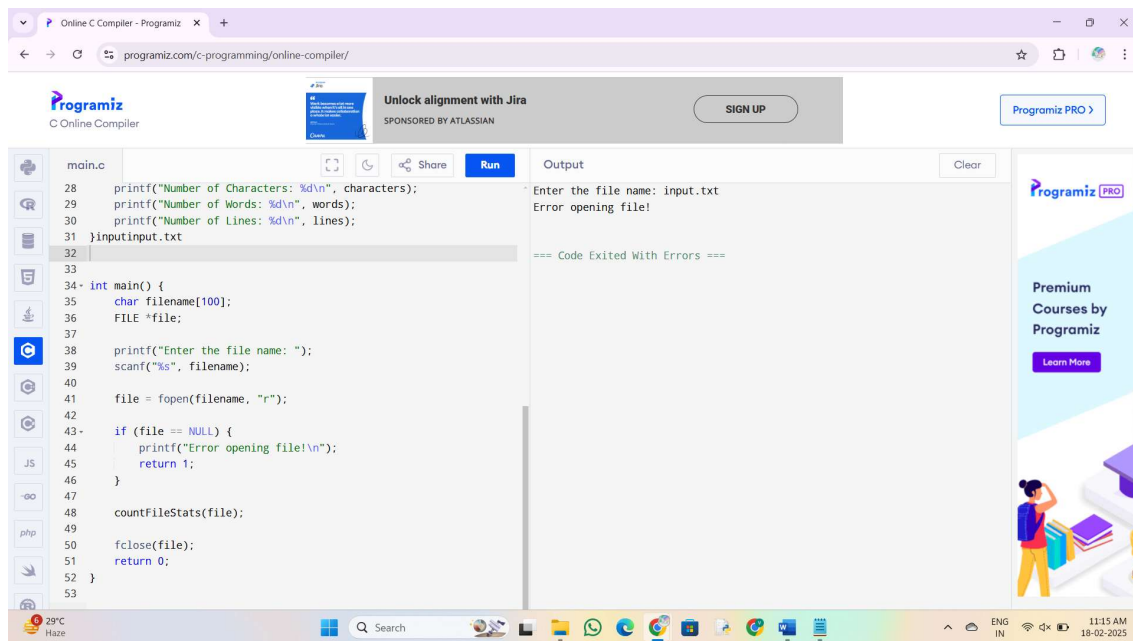 Online C Compiler - Programiz
programiz.com/c-programming/online-compiler/
Programiz
C Online Compiler
Unlock alignment with Jira
SPONSORED BY ATLASSIAN
SIGN UP
Programiz PRO >
main.c
Share
Run
Output
Clear
28 printf("Number of Characters: %d\n", characters);
29 printf("Number of Words: %d\n", words);
30 printf("Number of Lines: %d\n", lines);
31 }inputinput.txt
32
33
34 int main() {
35 char filename[100];
36 FILE *file;
37
38 printf("Enter the file name: ");
39 scanf("%s", filename);
40
41 file = fopen(filename, "r");
42
43 if (file == NULL) {
44 printf("Error opening file!\n");
45 return 1;
46 }
47
48 countFileStats(file);
49
50 fclose(file);
51 return 0;
52 }
53
Enter the file name: input.txt
Error opening file!
=== Code Exited With Errors ===
Programiz PRO
Premium
Courses by
Programiz
Learn More
JS
GO
php
6
29°C
Haze
Search
ENG
IN
11:15 AM
18-02-2025